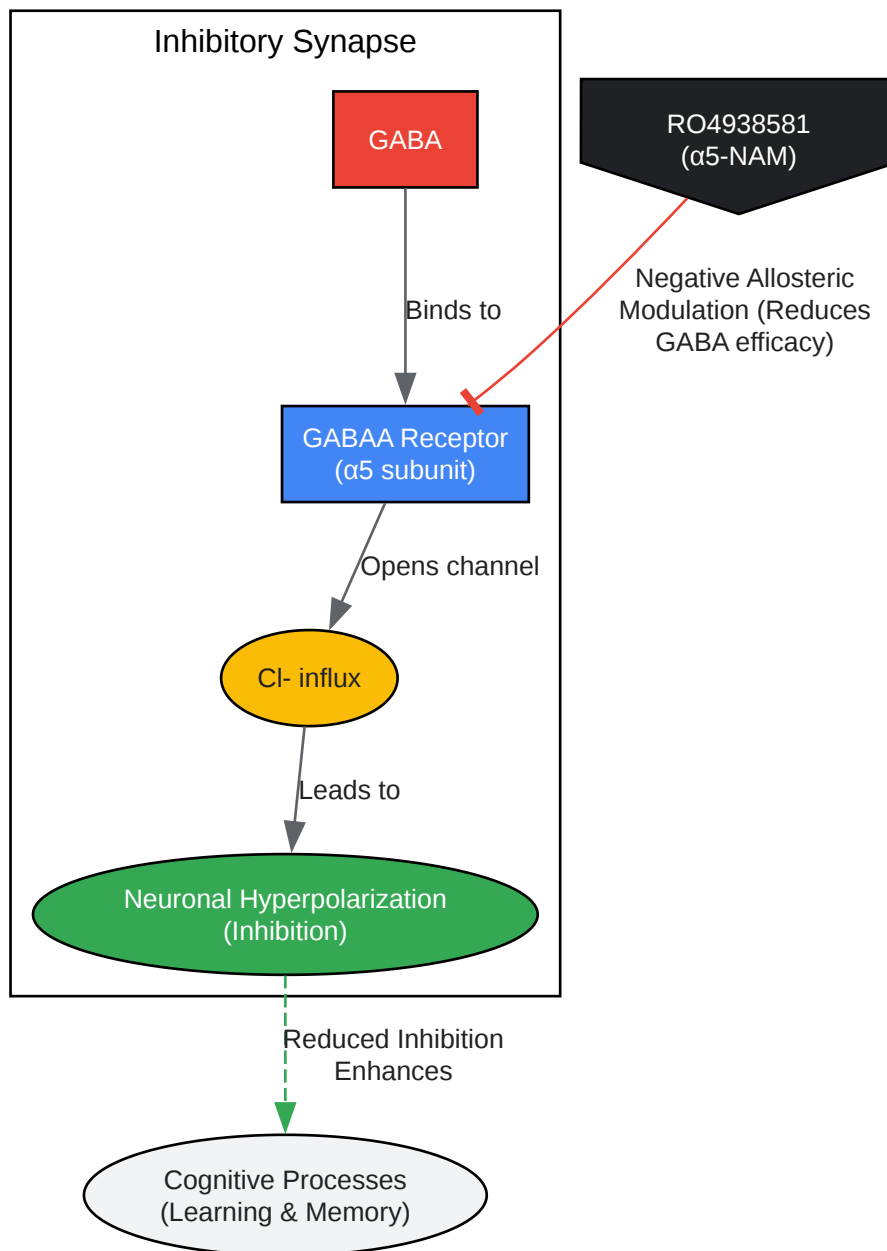 Inhibitory Synapse
GABA
RO4938581
(α5-NAM)
Negative Allosteric
Modulation (Reduces
GABA efficacy)
Binds to
GABAA Receptor
(α5 subunit)
Opens channel
Cl- influx
Leads to
Neuronal Hyperpolarization
(Inhibition)
Reduced Inhibition
Enhances
Cognitive Processes
(Learning & Memory)